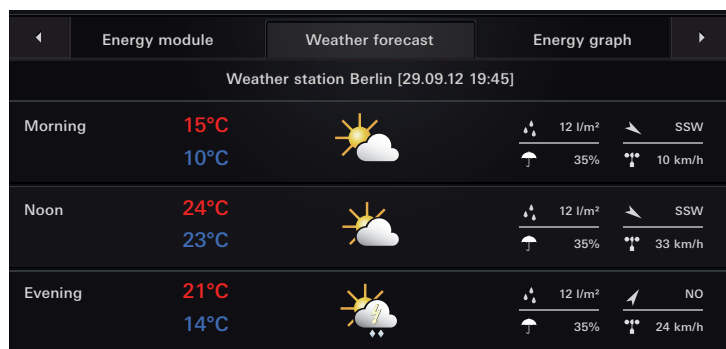 Energy module Weather forecast Energy graph
Weather station Berlin [29.09.12 19:45]
Morning 15°C 12 l/m² SSW
10°C 35% 10 km/h
Noon 24°C 12 l/m² SSW
23°C 35% 33 km/h
Evening 21°C 12 l/m² NO
14°C 35% 24 km/h